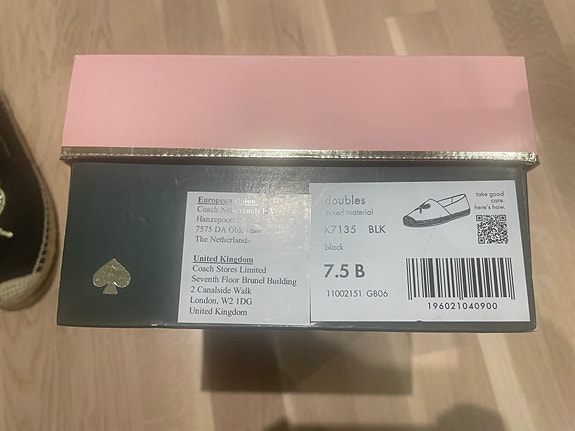 European Union
Coach Netherlands
Hanzepoort
7575 DA Oldenzaal
The Netherlands
United Kingdom
Coach Stores Limited
Seventh Floor Brunel Building
2 Canalside Walk
London, W2 1DG
United Kingdom
doubles
mixed material
K7135 BLK
black
7.5 B
11002151 GB06
take good
care.
here's how.
196021040900